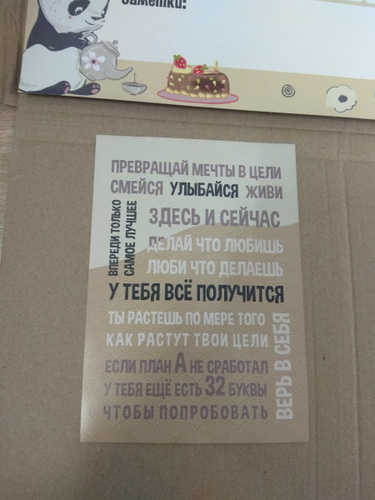 Заметки:
ПРЕВРАЩАЙ МЕЧТЫ В ЦЕЛИ
СМЕЙСЯ УЛЫБАЙСЯ ЖИВИ
ВПЕРЕДИ ТОЛЬКО
САМОЕ ЛУЧШЕЕ
ЗДЕСЬ И СЕЙЧАС
ДЕЛАЙ ЧТО ЛЮБИШЬ
ЛЮБИ ЧТО ДЕЛАЕШЬ
У ТЕБЯ ВСЁ ПОЛУЧИТСЯ
ТЫ РАСТЕШЬ ПО МЕРЕ ТОГО
КАК РАСТУТ ТВОИ ЦЕЛИ
ЕСЛИ ПЛАН А НЕ СРАБОТАЛ
У ТЕБЯ ЕЩЁ ЕСТЬ 32 БУКВЫ
ЧТОБЫ ПОПРОБОВАТЬ
ВЕРЬ В СЕБЯ